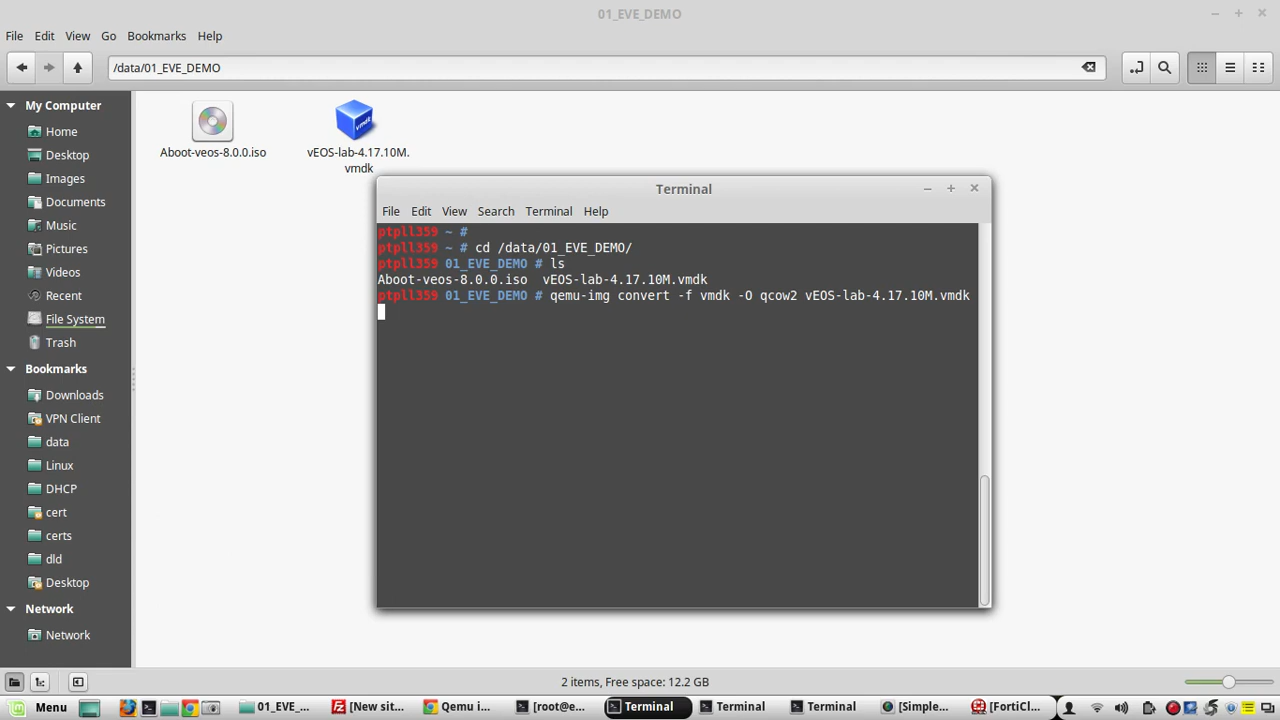 01_EVE_DEMO
File Edit View Go Bookmarks Help
/data/01_EVE_DEMO
My Computer
Home
Desktop
Images
Documents
Music
Pictures
Videos
Recent
File System
Trash
Bookmarks
Downloads
VPN Client
data
Linux
DHCP
cert
certs
dld
Desktop
Network
Network
Aboot-veos-8.0.0.iso
vmdk
vEOS-lab-4.17.10M.
vmdk
Terminal
File Edit View Search Terminal Help
ptpll359 ~ #
ptpll359 ~ # cd /data/01_EVE_DEMO/
ptpll359 01_EVE_DEMO # ls
Aboot-veos-8.0.0.iso  vEOS-lab-4.17.10M.vmdk
ptpll359 01_EVE_DEMO # qemu-img convert -f vmdk -O qcow2 vEOS-lab-4.17.10M.vmdk
2 items, Free space: 12.2 GB
Menu 01_EVE_... [New sit... Qemu i... [root@e... Terminal Terminal Terminal [Simple... [FortiCl...